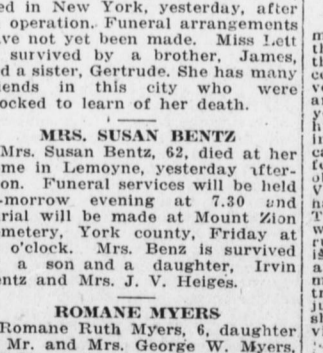 ed in New York, yesterday, after
operation. Funeral arrangements
ve not yet been made. Miss Lett
survived by a brother, James,
d a sister, Gertrude. She has many
ends in this city who were
ocked to learn of her death.
MRS. SUSAN BENTZ
Mrs. Susan Bentz, 62, died at her
me in Lemoyne, yesterday after-
on. Funeral services will be held
-morrow evening at 7.30 and
rial will be made at Mount Zion
metery, York county, Friday at
o'clock. Mrs. Benz is survived
a son and a daughter, Irvin
entz and Mrs. J. V. Heiges.
ROMANE MYERS
Romane Ruth Myers, 6, daughter
Mr. and Mrs. George W. Myers,